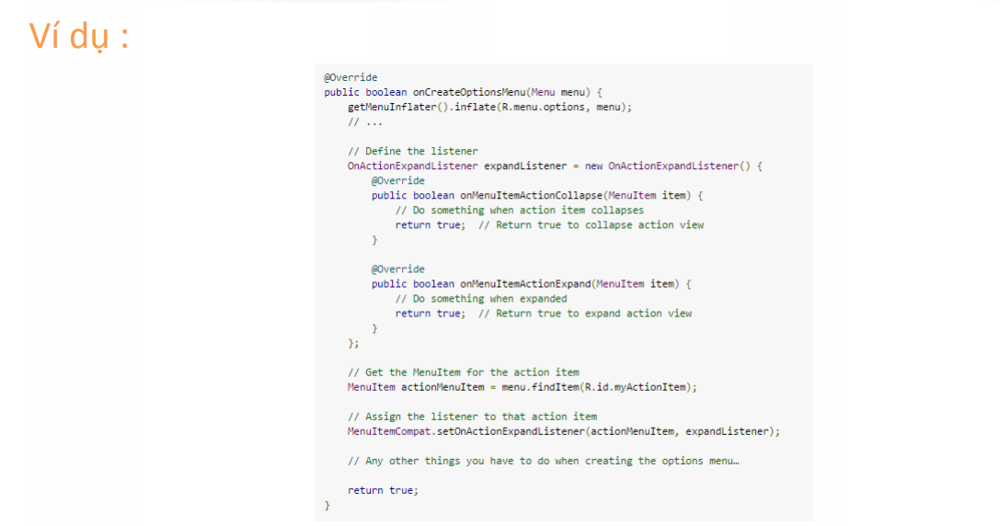 Ví dụ :
@Override
public boolean onCreateOptionsMenu(Menu menu) {
    getMenuInflater().inflate(R.menu.options, menu);
    // ...

    // Define the listener
    OnActionExpandListener expandListener = new OnActionExpandListener() {
        @Override
        public boolean onMenuItemActionCollapse(MenuItem item) {
            // Do something when action item collapses
            return true;  // Return true to collapse action view
        }

        @Override
        public boolean onMenuItemActionExpand(MenuItem item) {
            // Do something when expanded
            return true;  // Return true to expand action view
        }
    };

    // Get the MenuItem for the action item
    MenuItem actionMenuItem = menu.findItem(R.id.myActionItem);

    // Assign the listener to that action item
    MenuItemCompat.setOnActionExpandListener(actionMenuItem, expandListener);

    // Any other things you have to do when creating the options menu…

    return true;
}